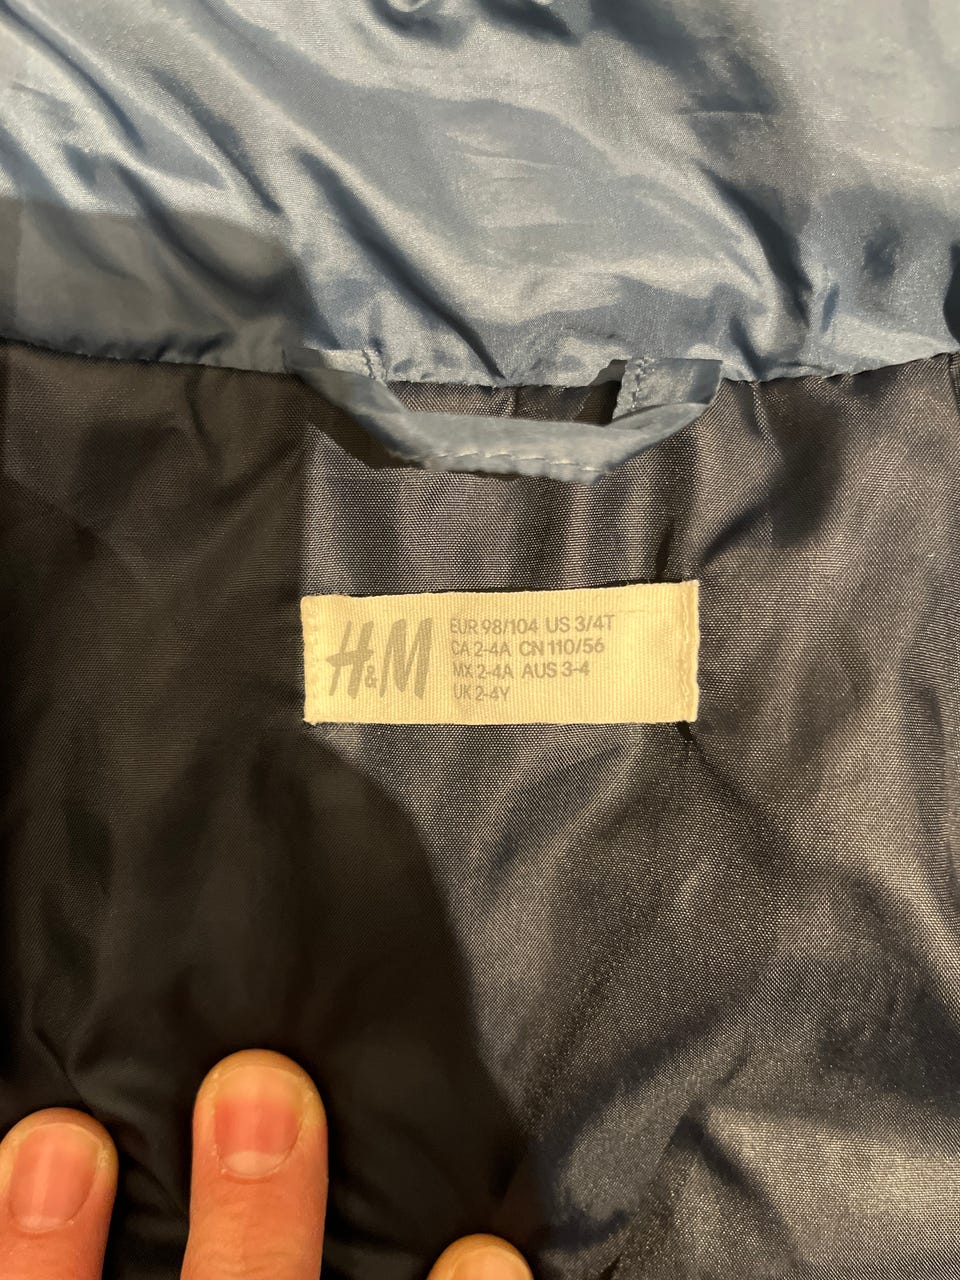 H&M
EUR 98/104 US 3/4T
CA 2-4A CN 110/56
MX 2-4A AUS 3-4
UK 2-4Y